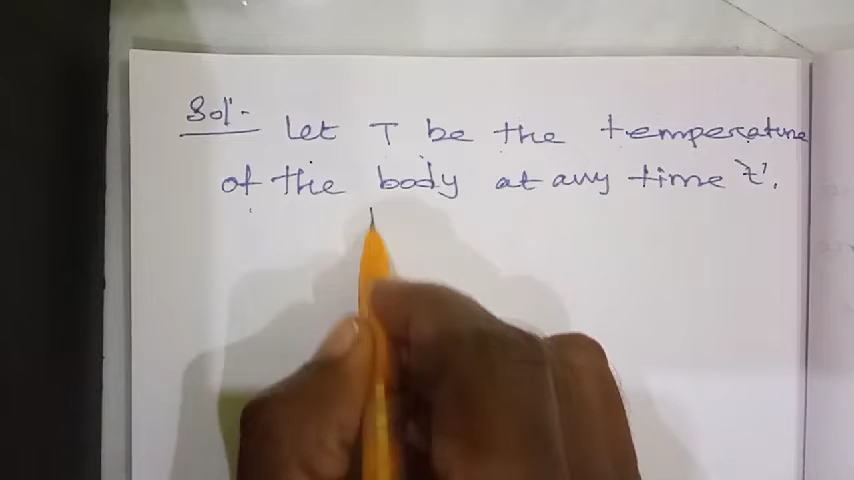 Sol:- Let T be the temperature
of the body at any time 't'.